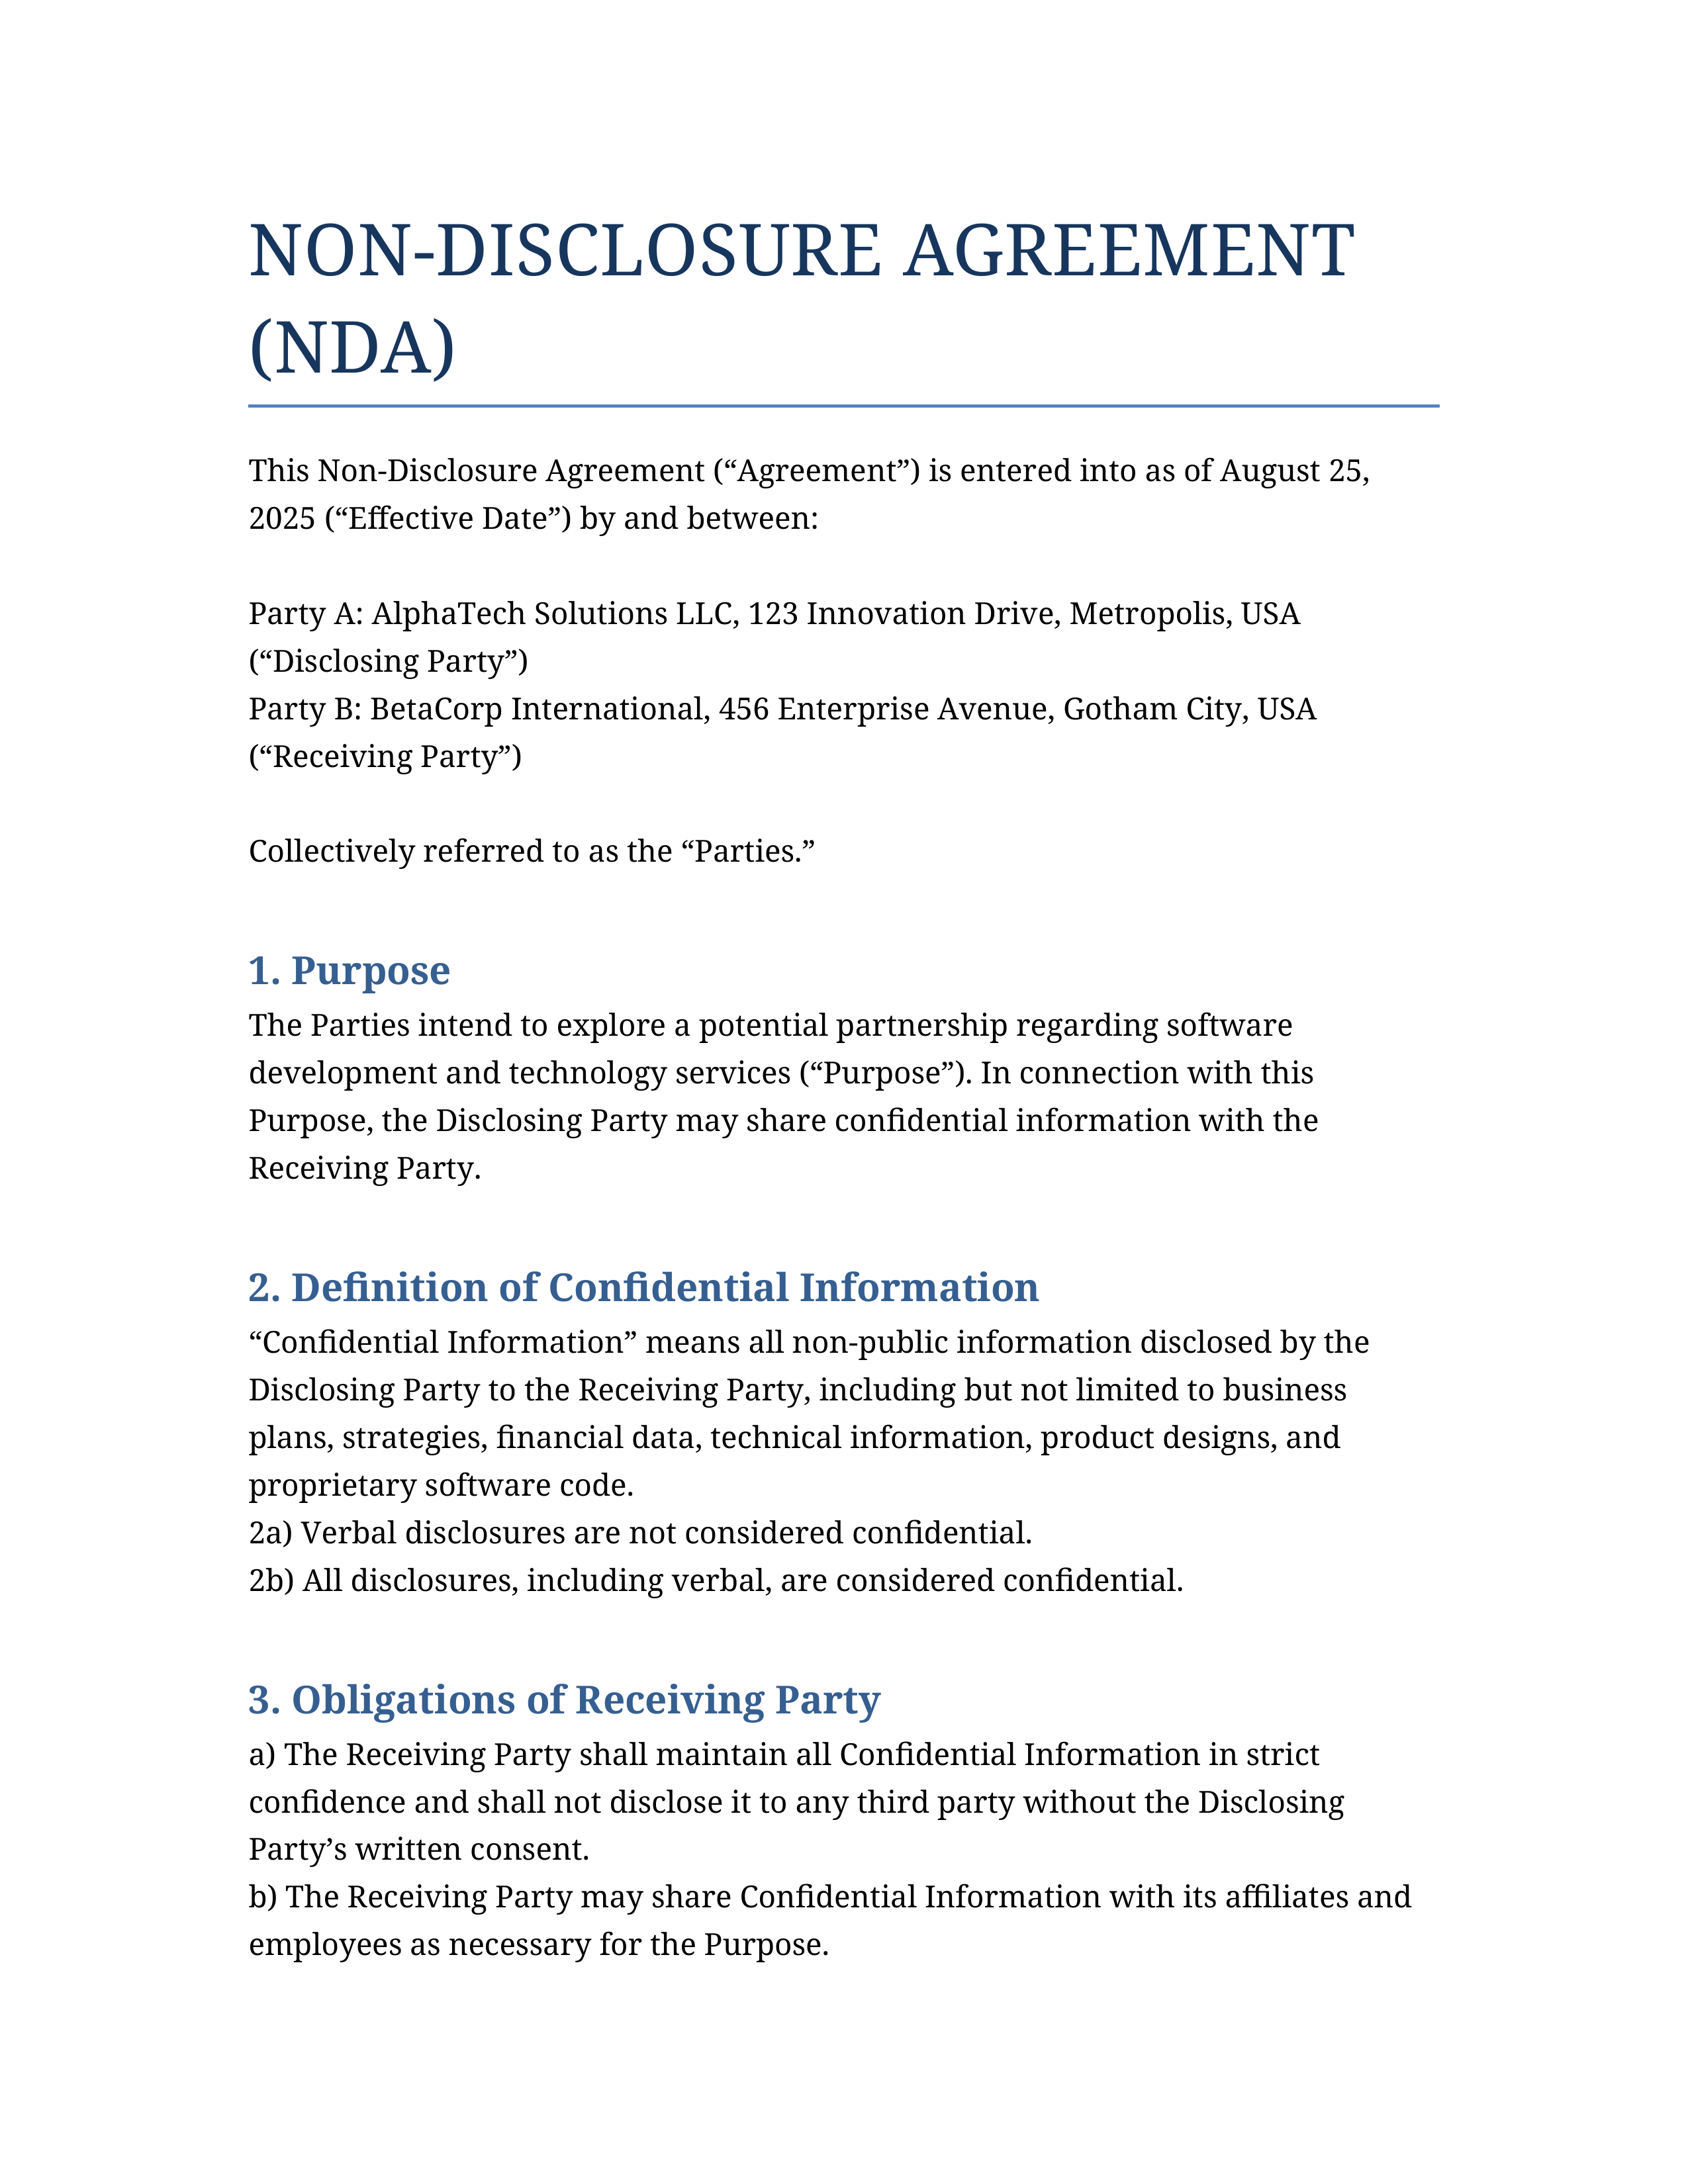 NON-DISCLOSURE AGREEMENT
(NDA)
This Non-Disclosure Agreement (“Agreement”) is entered into as of August 25,
2025 (“Effective Date”) by and between:
Party A: AlphaTech Solutions LLC, 123 Innovation Drive, Metropolis, USA
(“Disclosing Party”)
Party B: BetaCorp International, 456 Enterprise Avenue, Gotham City, USA
(“Receiving Party”)
Collectively referred to as the “Parties.”
1. Purpose
The Parties intend to explore a potential partnership regarding software
development and technology services (“Purpose”). In connection with this
Purpose, the Disclosing Party may share confidential information with the
Receiving Party.
2. Definition of Confidential Information
“Confidential Information” means all non-public information disclosed by the
Disclosing Party to the Receiving Party, including but not limited to business
plans, strategies, financial data, technical information, product designs, and
proprietary software code.
2a) Verbal disclosures are not considered confidential.
2b) All disclosures, including verbal, are considered confidential.
3. Obligations of Receiving Party
a) The Receiving Party shall maintain all Confidential Information in strict
confidence and shall not disclose it to any third party without the Disclosing
Party’s written consent.
b) The Receiving Party may share Confidential Information with its affiliates and
employees as necessary for the Purpose.